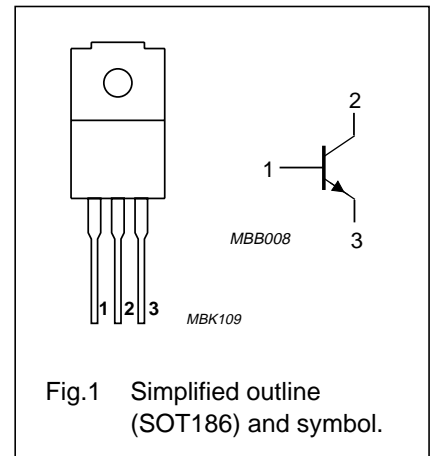 2
1
MBB008
3
1 2 3
MBK109
Fig.1 Simplified outline
(SOT186) and symbol.